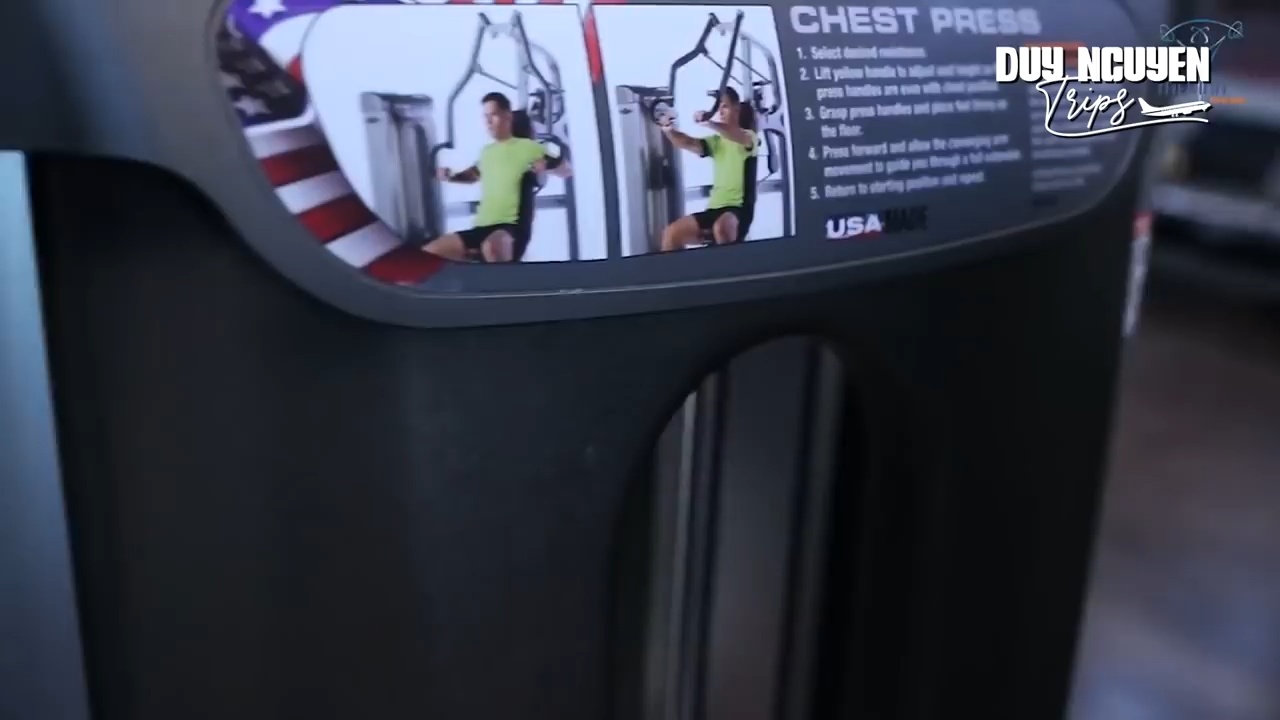 CHEST PRESS
1. Select desired resistance.
2. Lift yellow handle to adjust seat
press handles are even with chest
3. Grasp press handles and place feet firmly on
the floor.
4. Press forward and allow the converging arm
movement to guide you through a full extension.
5. Return to starting position and repeat.
USA MADE
DUY NGUYEN
Trips